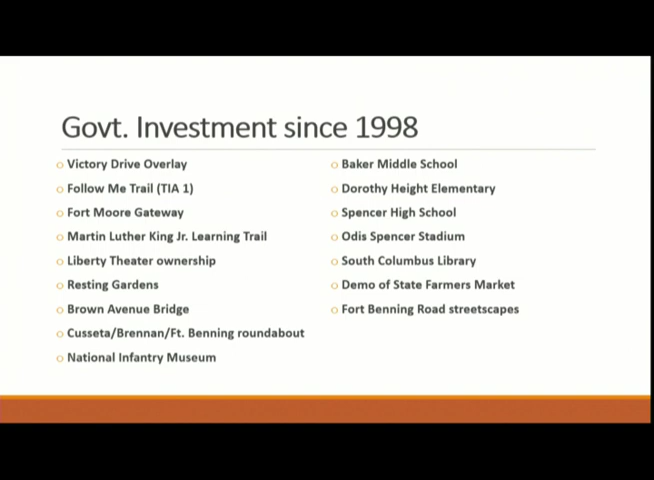 Govt. Investment since 1998
Victory Drive Overlay
Follow Me Trail (TIA 1)
Fort Moore Gateway
Martin Luther King Jr. Learning Trail
Liberty Theater ownership
Resting Gardens
Brown Avenue Bridge
Cusseta/Brennan/Ft. Benning roundabout
National Infantry Museum
Baker Middle School
Dorothy Height Elementary
Spencer High School
Odis Spencer Stadium
South Columbus Library
Demo of State Farmers Market
Fort Benning Road streetscapes